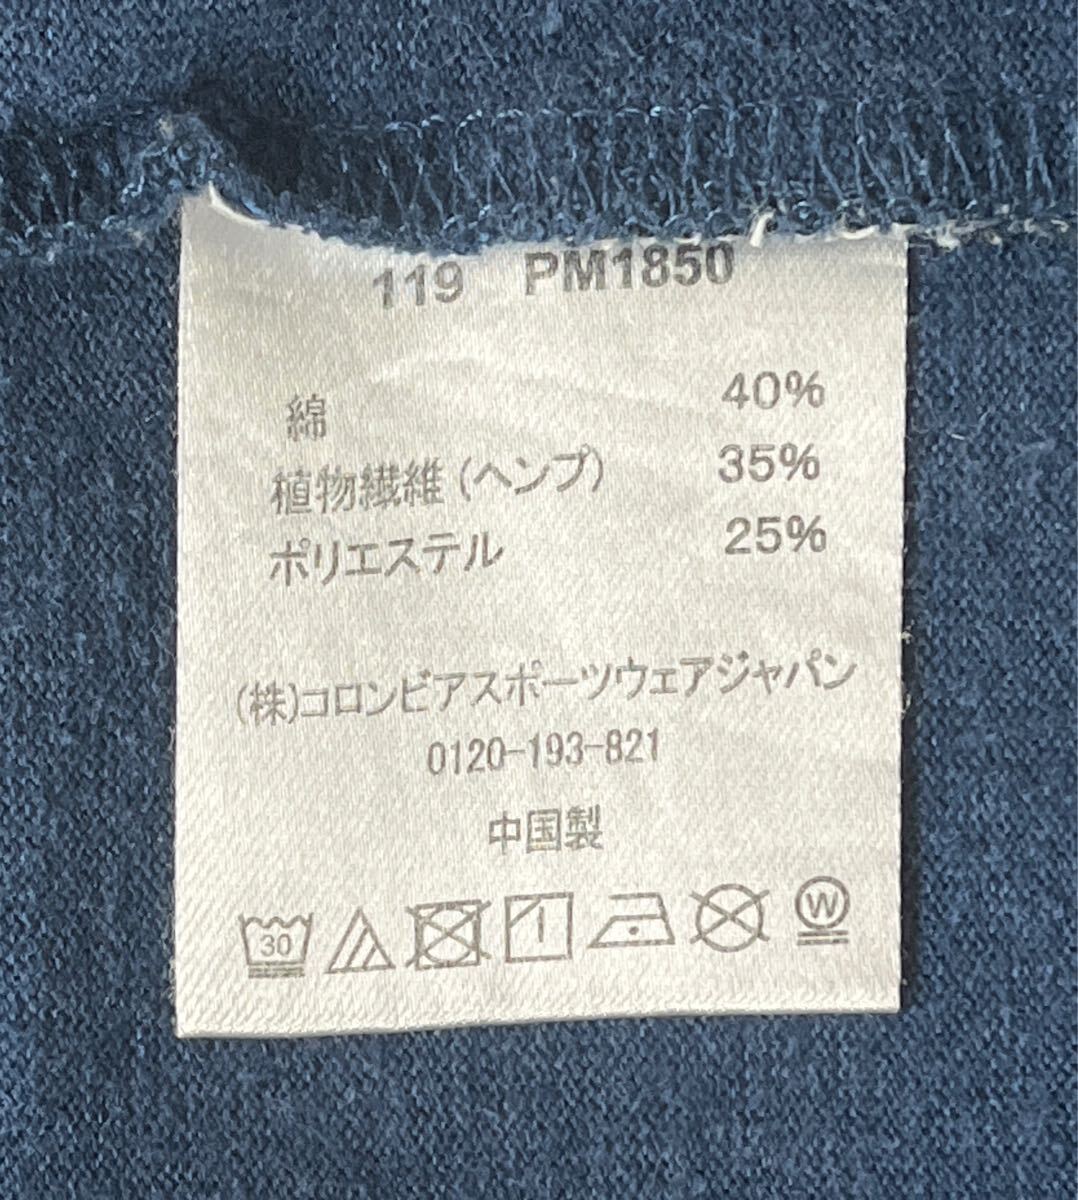 119 PM1850
綿 40%
植物繊維(ヘンプ) 35%
ポリエステル 25%
(株)コロンビアスポーツウェアジャパン
0120-193-821
中国製
30 W